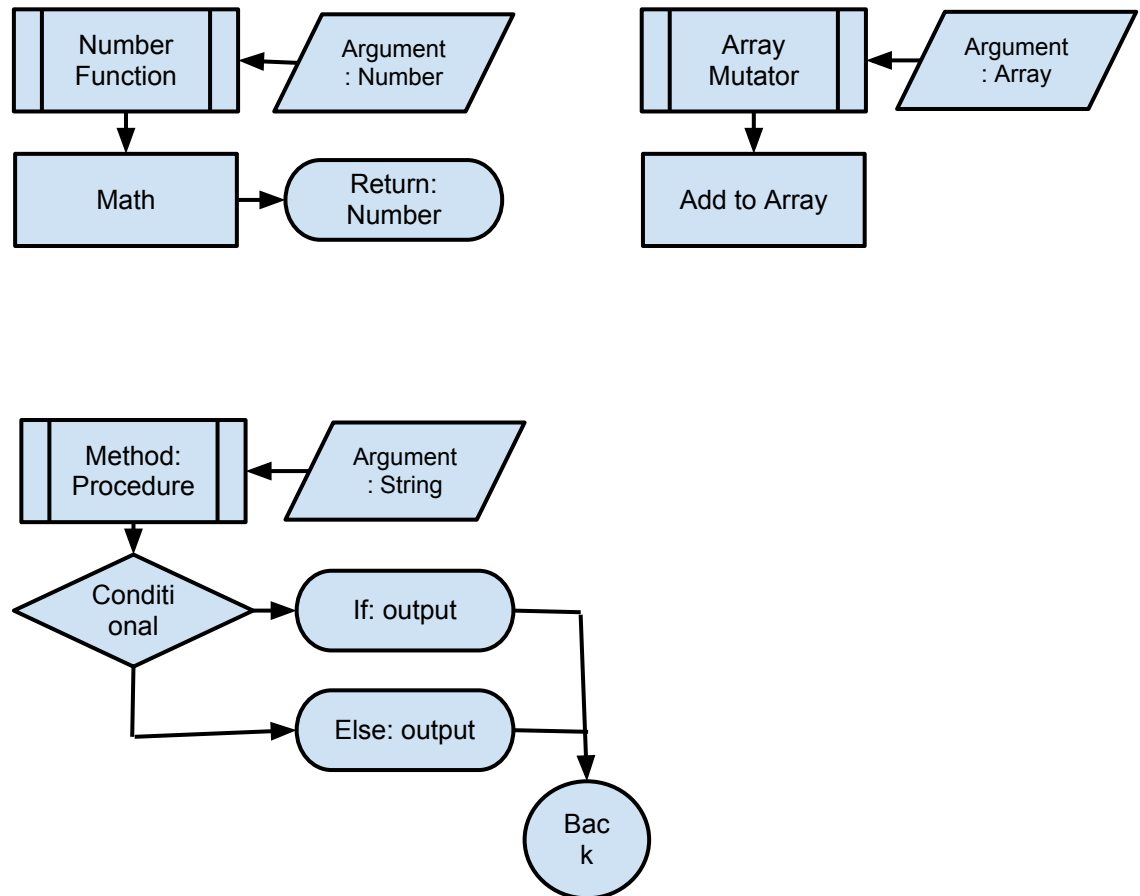 Number
Function
Argument
: Number
Array
Mutator
Argument
: Array
Math
Return:
Number
Add to Array
Method:
Procedure
Argument
: String
Conditi
onal
If: output
Else: output
Bac
k